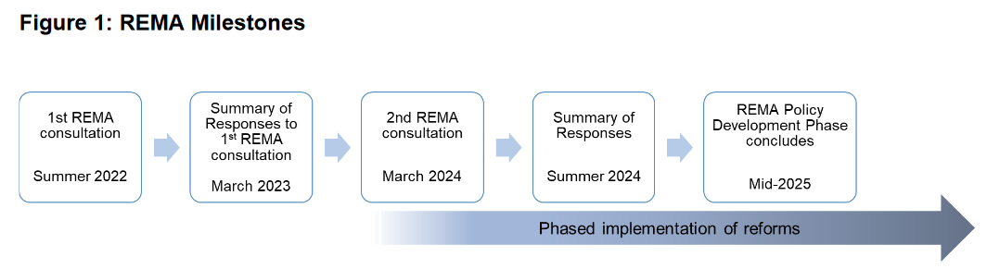 Figure 1: REMA Milestones
1st REMA
consultation
Summer 2022
Summary of
Responses to
1st REMA
consultation
March 2023
2nd REMA
consultation
March 2024
Summary of
Responses
Summer 2024
REMA Policy
Development Phase
concludes
Mid-2025
Phased implementation of reforms